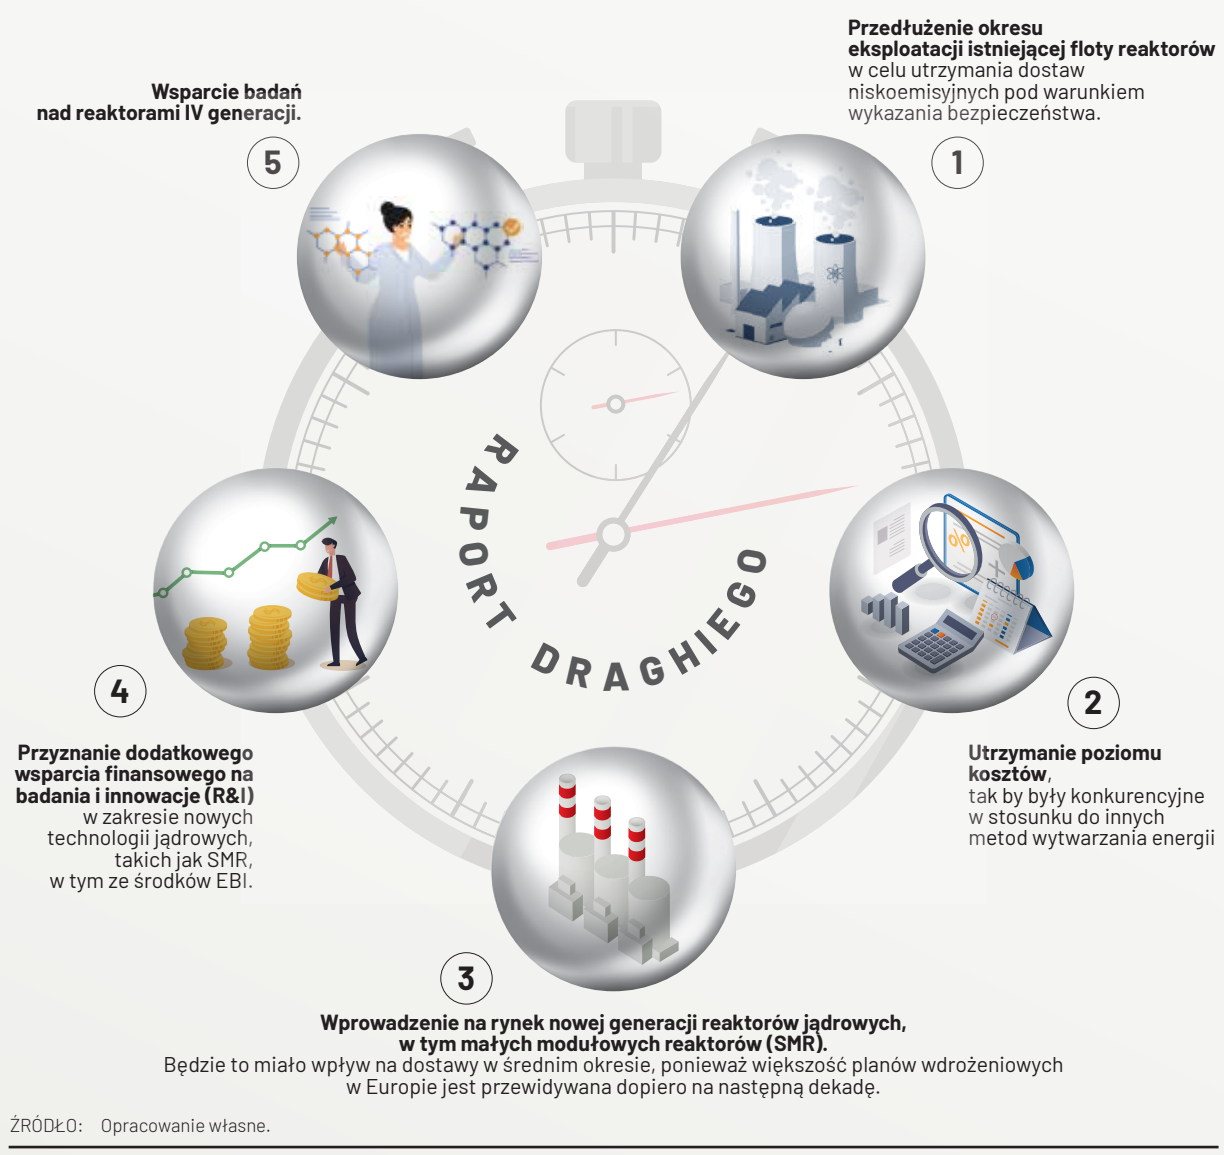 Przedłużenie okresu
eksploatacji istniejącej floty reaktorów
w celu utrzymania dostaw
niskoemisyjnych pod warunkiem
wykazania bezpieczeństwa.
1
Wsparcie badań
nad reaktorami IV generacji.
5
RAPORT DRAGHIEGO
%
4
Przyznanie dodatkowego
wsparcia finansowego na
badania i innowacje (R&I)
w zakresie nowych
technologii jądrowych,
takich jak SMR,
w tym ze środków EBI.
2
Utrzymanie poziomu
kosztów,
tak by były konkurencyjne
w stosunku do innych
metod wytwarzania energii
3
Wprowadzenie na rynek nowej generacji reaktorów jądrowych,
w tym małych modułowych reaktorów (SMR).
Będzie to miało wpływ na dostawy w średnim okresie, ponieważ większość planów wdrożeniowych
w Europie jest przewidywana dopiero na następną dekadę.
ŹRÓDŁO: Opracowanie własne.